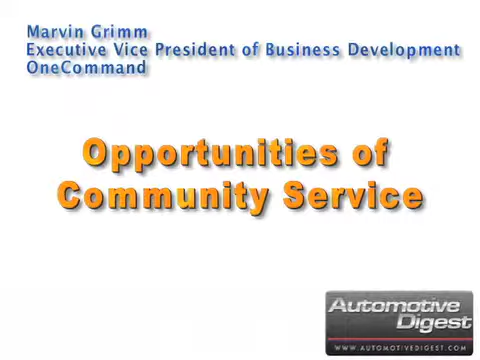 Marvin Grimm
Executive Vice President of Business Development
OneCommand
Opportunities of
Community Service
Automotive
Digest
WWW.AUTOMOTIVEDIGEST.COM